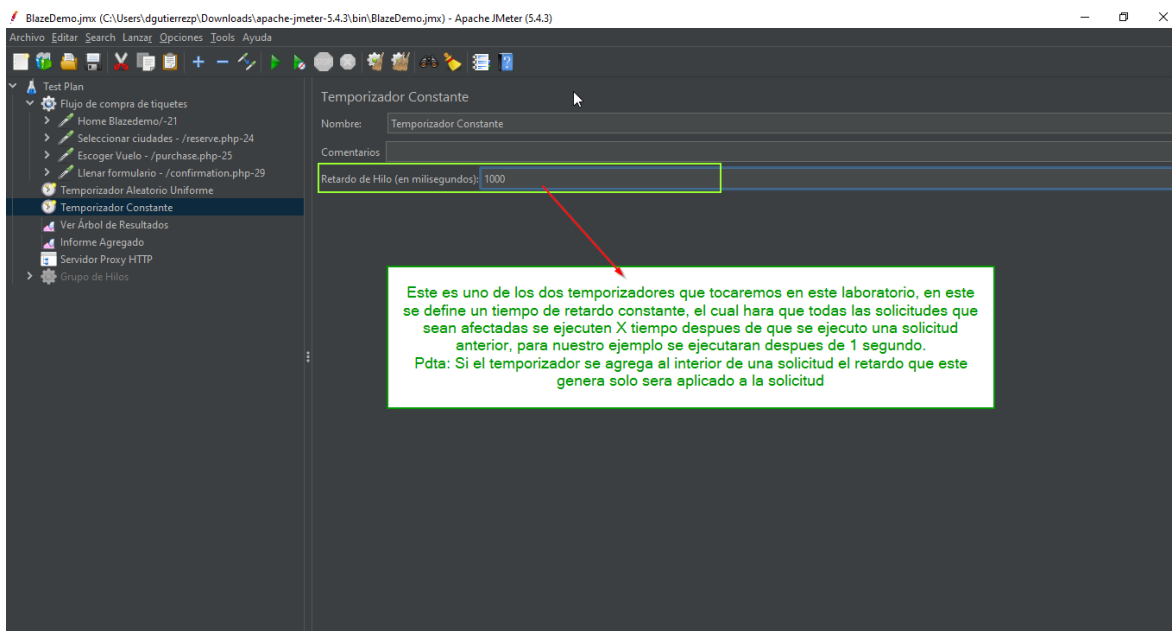 BlazeDemo.jmx (C:\Users\dgutierrezp\Downloads\apache-jmeter-5.4.3\bin\BlazeDemo.jmx) - Apache JMeter (5.4.3)
Archivo Editar Search Lanzar Opciones Tools Ayuda
Test Plan
Flujo de compra de tiquetes
Home Blazedemo/-21
Seleccionar ciudades - /reserve.php-24
Escoger Vuelo - /purchase.php-25
Llenar formulario - /confirmation.php-29
Temporizador Aleatorio Uniforme
Temporizador Constante
Ver Árbol de Resultados
Informe Agregado
Servidor Proxy HTTP
Grupo de Hilos
Temporizador Constante
Nombre: Temporizador Constante
Comentarios
Retardo de Hilo (en milisegundos): 1000
Este es uno de los dos temporizadores que tocaremos en este laboratorio, en este
se define un tiempo de retardo constante, el cual hara que todas las solicitudes que
sean afectadas se ejecuten X tiempo despues de que se ejecuto una solicitud
anterior, para nuestro ejemplo se ejecutaran despues de 1 segundo.
Pdta: Si el temporizador se agrega al interior de una solicitud el retardo que este
genera solo sera aplicado a la solicitud